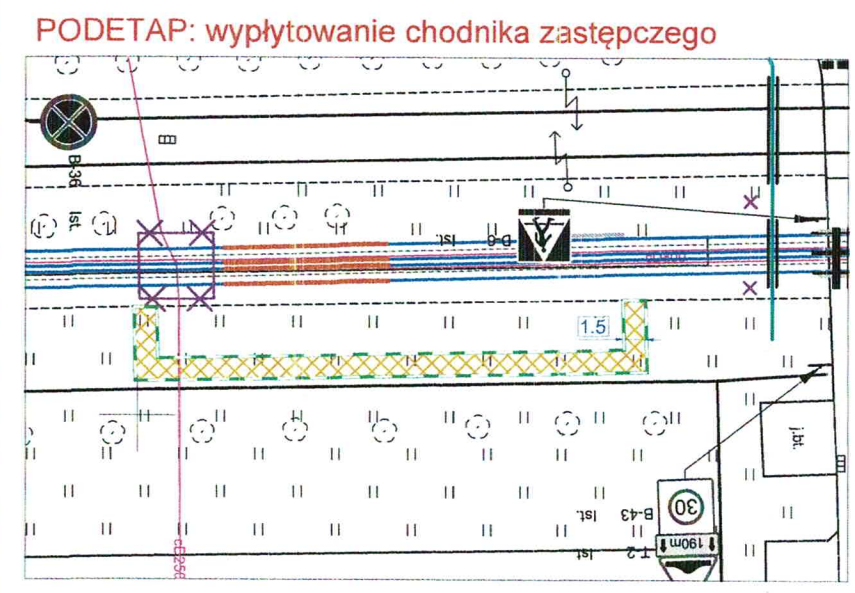 PODETAP: wypłytowanie chodnika zastępczego
B-36
Ist.
D-6
Ist.
1.5
j.bt.
30
B-43
Ist.
190m
T-2
Ist